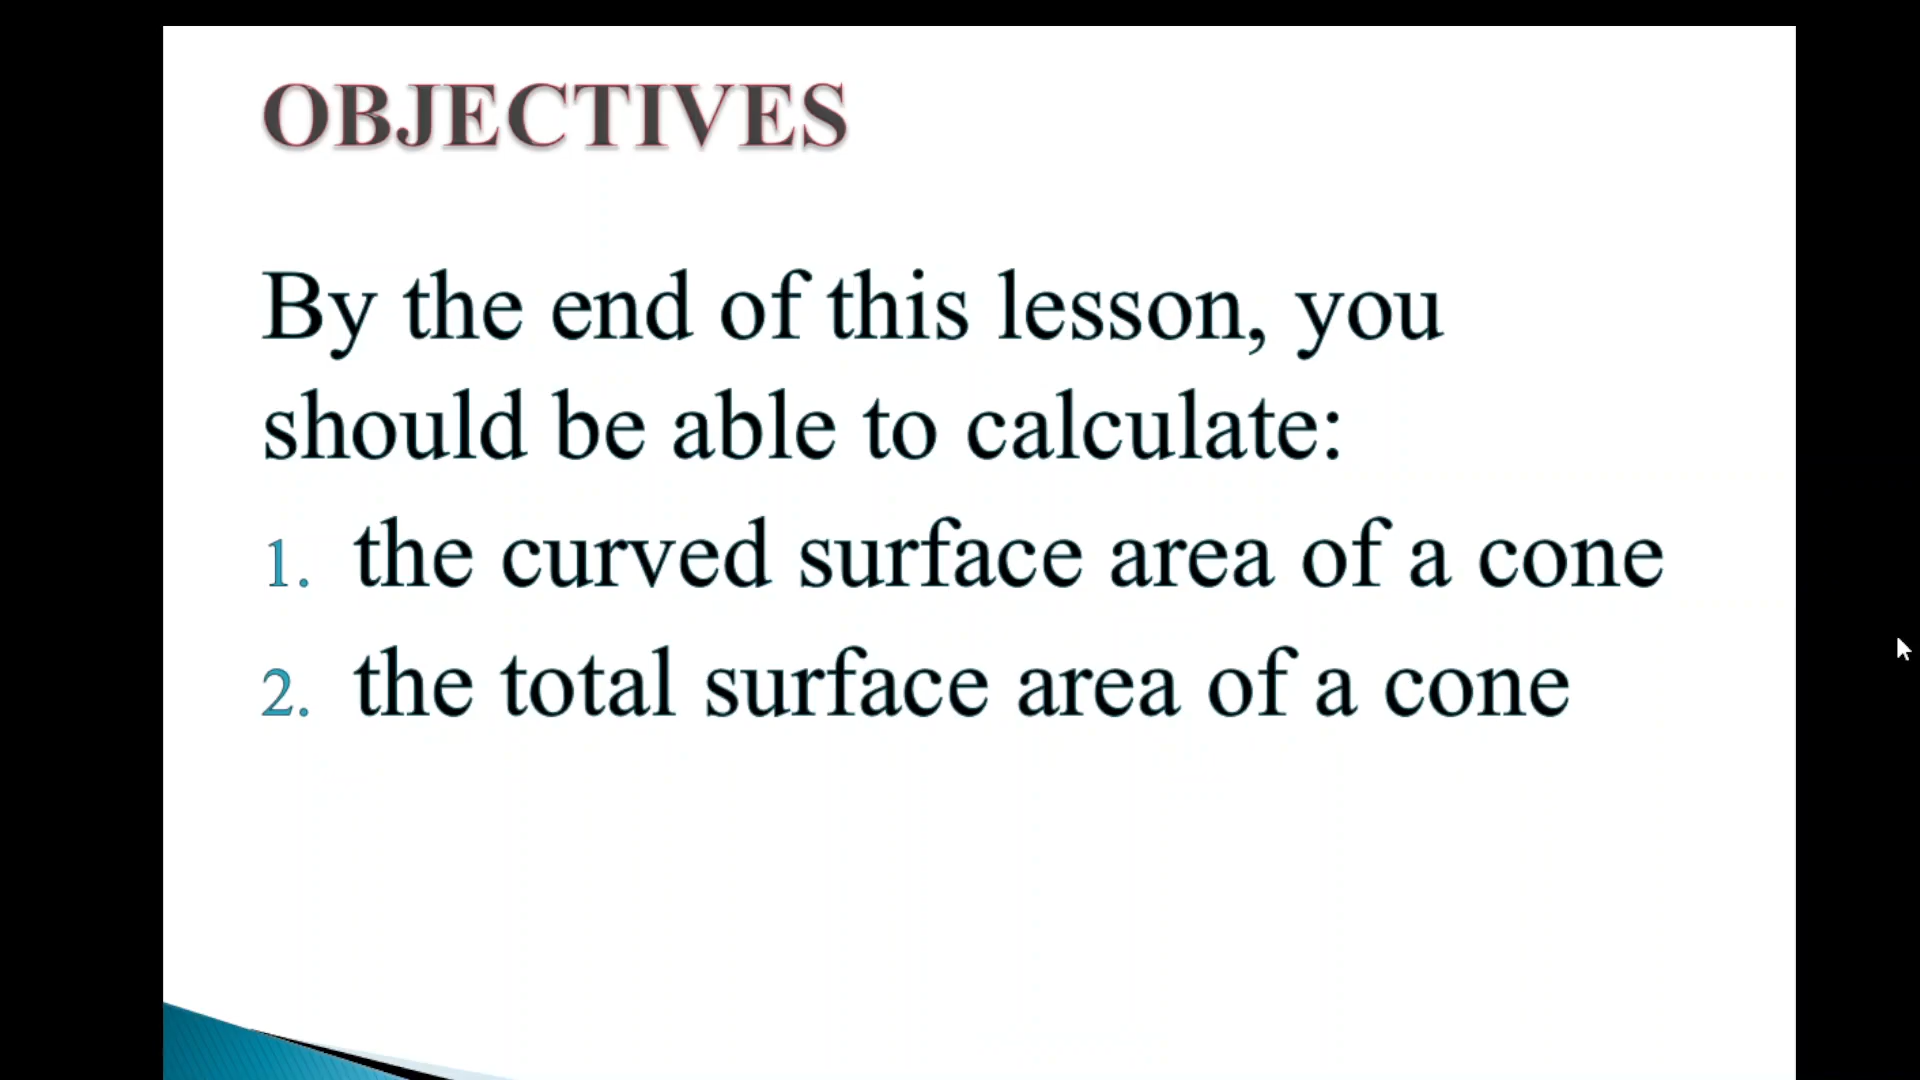 OBJECTIVES
By the end of this lesson, you
should be able to calculate:
1. the curved surface area of a cone
2. the total surface area of a cone